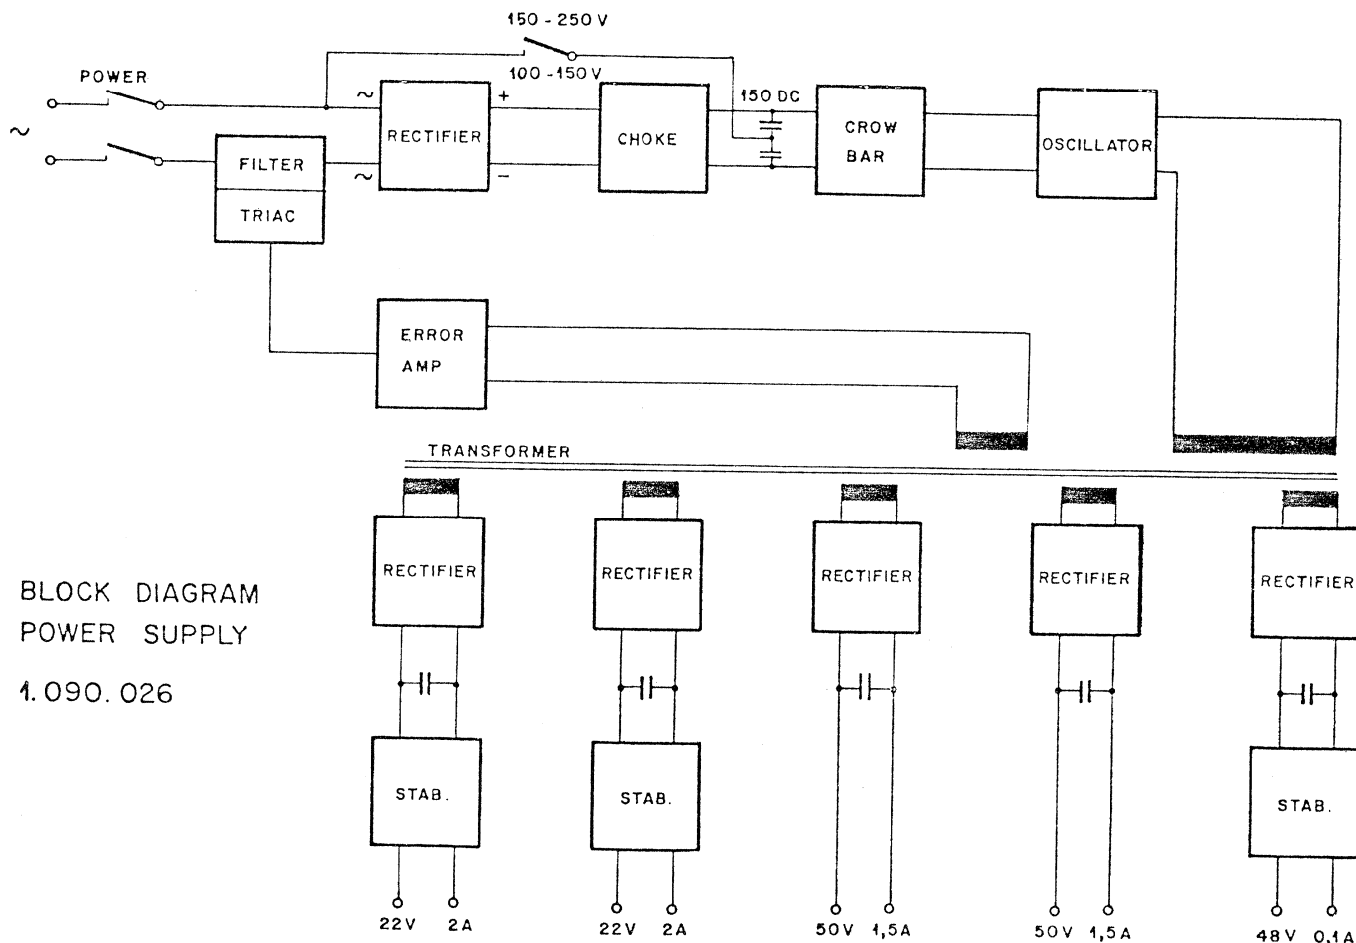 150 - 250 V
POWER
100 - 150 V
~
~
+
-
~
RECTIFIER
CHOKE
150 DC
CROW
BAR
OSCILLATOR
FILTER
TRIAC
ERROR
AMP
TRANSFORMER
RECTIFIER
RECTIFIER
RECTIFIER
RECTIFIER
RECTIFIER
BLOCK DIAGRAM
POWER SUPPLY
1.090.026
STAB.
STAB.
STAB.
22V 2A
22V 2A
50V 1,5A
50V 1,5A
48V 0.1A